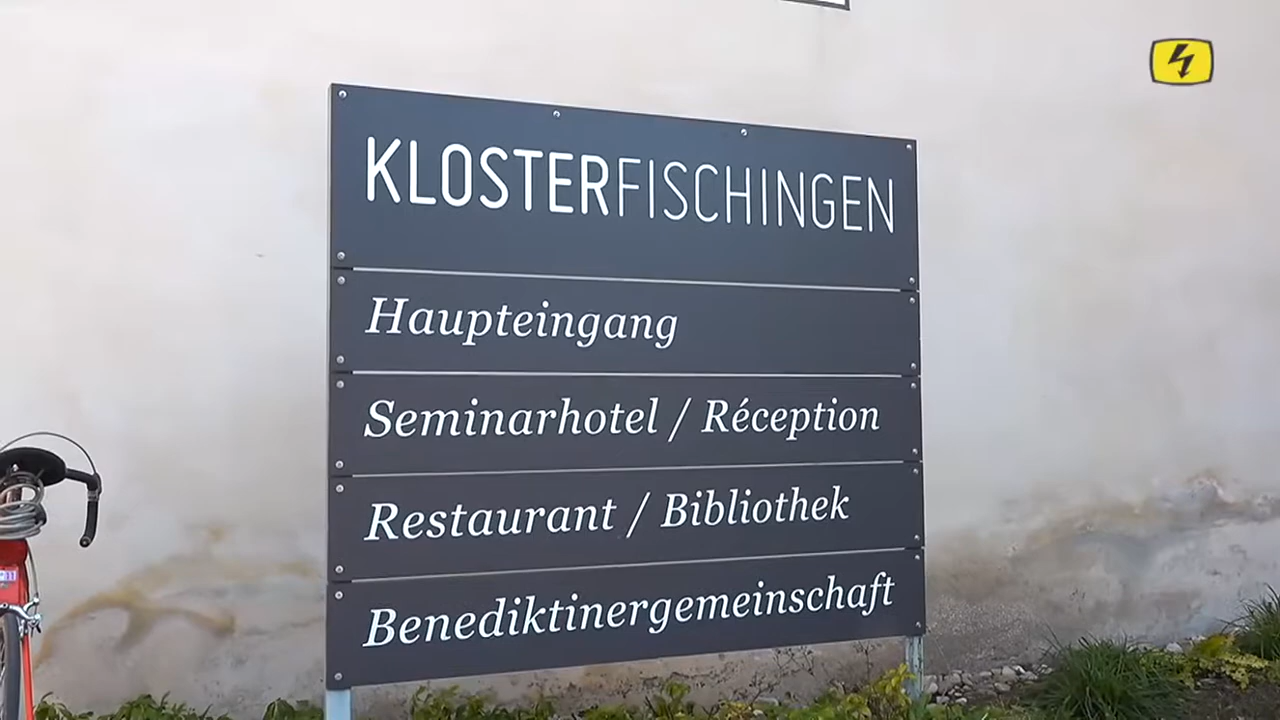 KLOSTERFISCHINGEN
Haupteingang
Seminarhotel / Réception
Restaurant / Bibliothek
Benediktinergemeinschaft